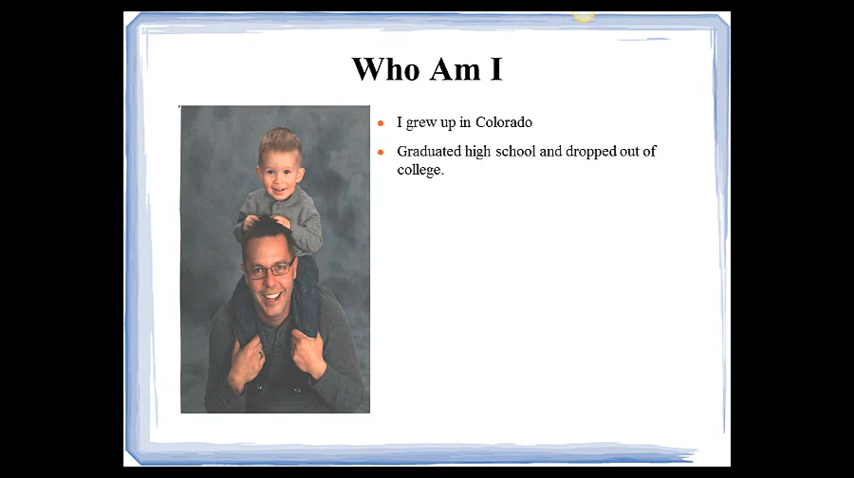 Who Am I
I grew up in Colorado
Graduated high school and dropped out of
college.